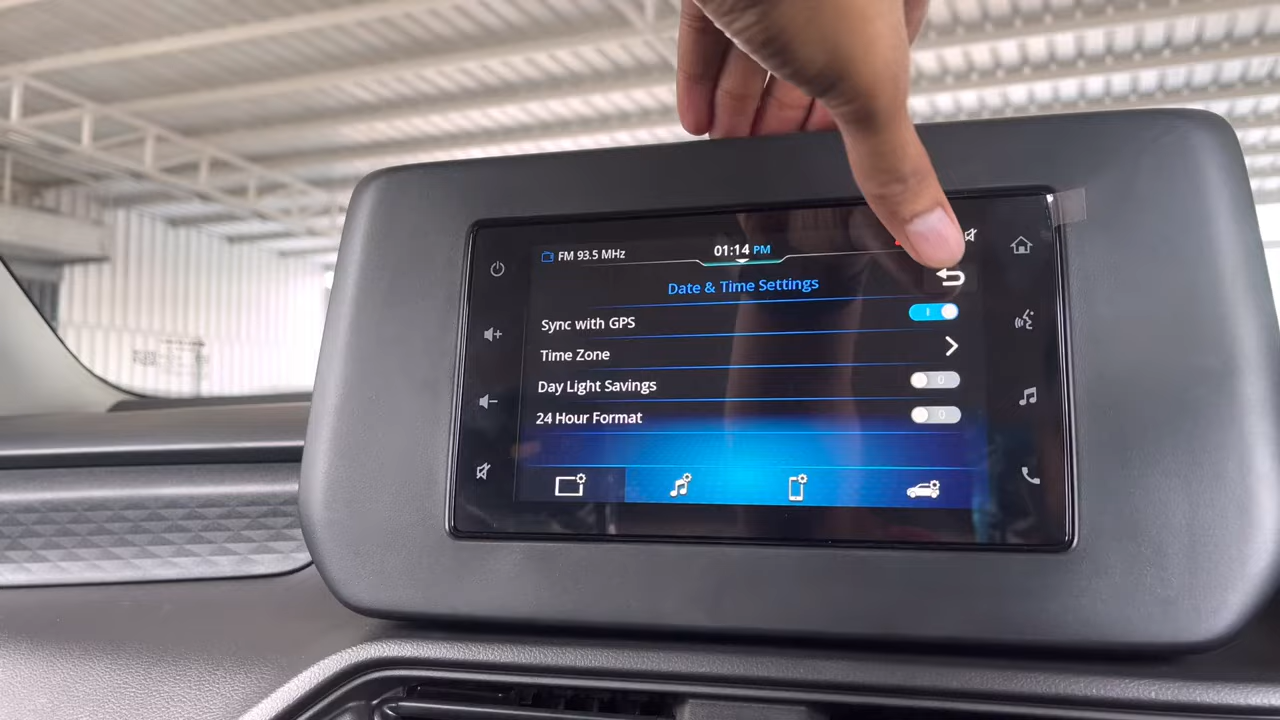 FM 93.5 MHz
01:14 PM
Date & Time Settings
Sync with GPS
Time Zone
Day Light Savings
24 Hour Format